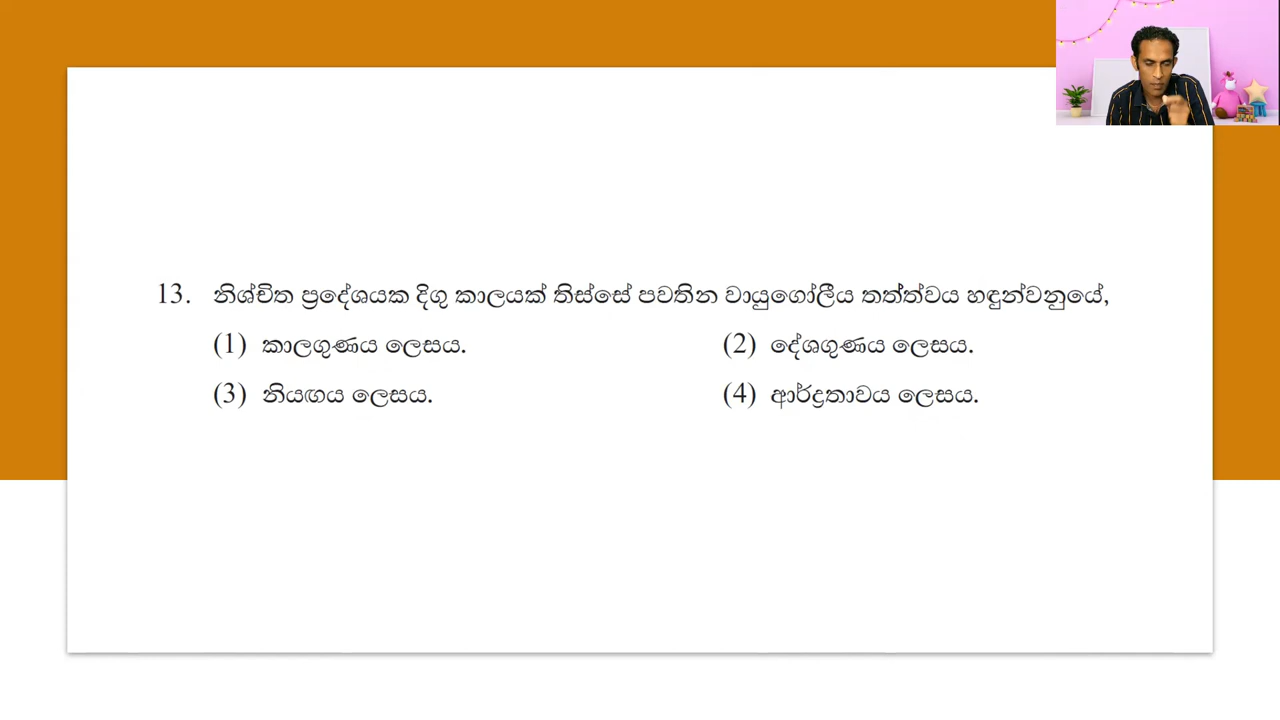 13. නිශ්චිත ප්‍රදේශයක දිගු කාලයක් තිස්සේ පවතින වායුගෝලීය තත්ත්වය හඳුන්වනුයේ,
(1) කාලගුණය ලෙසය. (2) දේශගුණය ලෙසය.
(3) නියඟය ලෙසය. (4) ආර්ද්‍රතාවය ලෙසය.